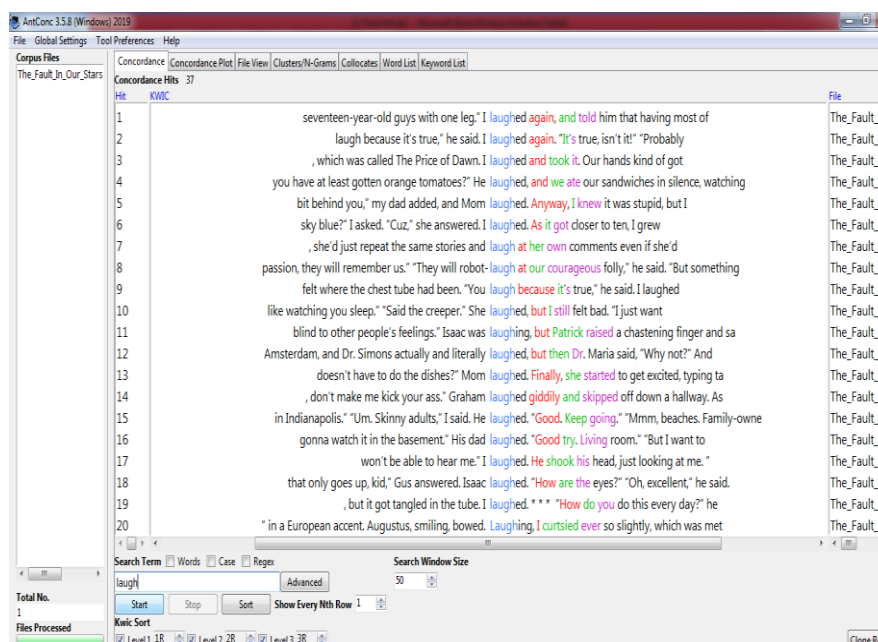 AntConc 3.5.8 (Windows) 2019
File Global Settings Tool Preferences Help
Corpus Files
The_Fault_In_Our_Stars
Concordance Concordance Plot File View Clusters/N-Grams Collocates Word List Keyword List
Concordance Hits 37
Hit KWIC File
1 seventeen-year-old guys with one leg." I laughed again, and told him that having most of The_Fault_
2 laugh because it's true," he said. I laughed again. "It's true, isn't it!" "Probably The_Fault_
3 , which was called The Price of Dawn. I laughed and took it. Our hands kind of got The_Fault_
4 you have at least gotten orange tomatoes?" He laughed, and we ate our sandwiches in silence, watching The_Fault_
5 bit behind you," my dad added, and Mom laughed. Anyway, I knew it was stupid, but I The_Fault_
6 sky blue?" I asked. "Cuz," she answered. I laughed. As it got closer to ten, I grew The_Fault_
7 , she'd just repeat the same stories and laugh at her own comments even if she'd The_Fault_
8 passion, they will remember us." "They will robot-laugh at our courageous folly," he said. "But something The_Fault_
9 felt where the chest tube had been. "You laugh because it's true," he said. I laughed The_Fault_
10 like watching you sleep." "Said the creeper." She laughed, but I still felt bad. "I just want The_Fault_
11 blind to other people's feelings." Isaac was laughing, but Patrick raised a chastening finger and sa The_Fault_
12 Amsterdam, and Dr. Simons actually and literally laughed, but then Dr. Maria said, "Why not?" And The_Fault_
13 doesn't have to do the dishes?" Mom laughed. Finally, she started to get excited, typing ta The_Fault_
14 , don't make me kick your ass." Graham laughed giddily and skipped off down a hallway. As The_Fault_
15 in Indianapolis." "Um. Skinny adults," I said. He laughed. "Good. Keep going." "Mmm, beaches. Family-owne The_Fault_
16 gonna watch it in the basement." His dad laughed. "Good try. Living room." "But I want to The_Fault_
17 won't be able to hear me." I laughed. He shook his head, just looking at me. " The_Fault_
18 that only goes up, kid," Gus answered. Isaac laughed. "How are the eyes?" "Oh, excellent," he said. The_Fault_
19 , but it got tangled in the tube. I laughed. * * * "How do you do this every day?" he The_Fault_
20 " in a European accent. Augustus, smiling, bowed. Laughing, I curtsied ever so slightly, which was met The_Fault_
Search Term Words Case Regex Search Window Size
laugh Advanced 50
Total No.
1
Start Stop Sort Show Every Nth Row 1
Files Processed
Kwic Sort
Level 1 1R Level 2 2R Level 3 3R